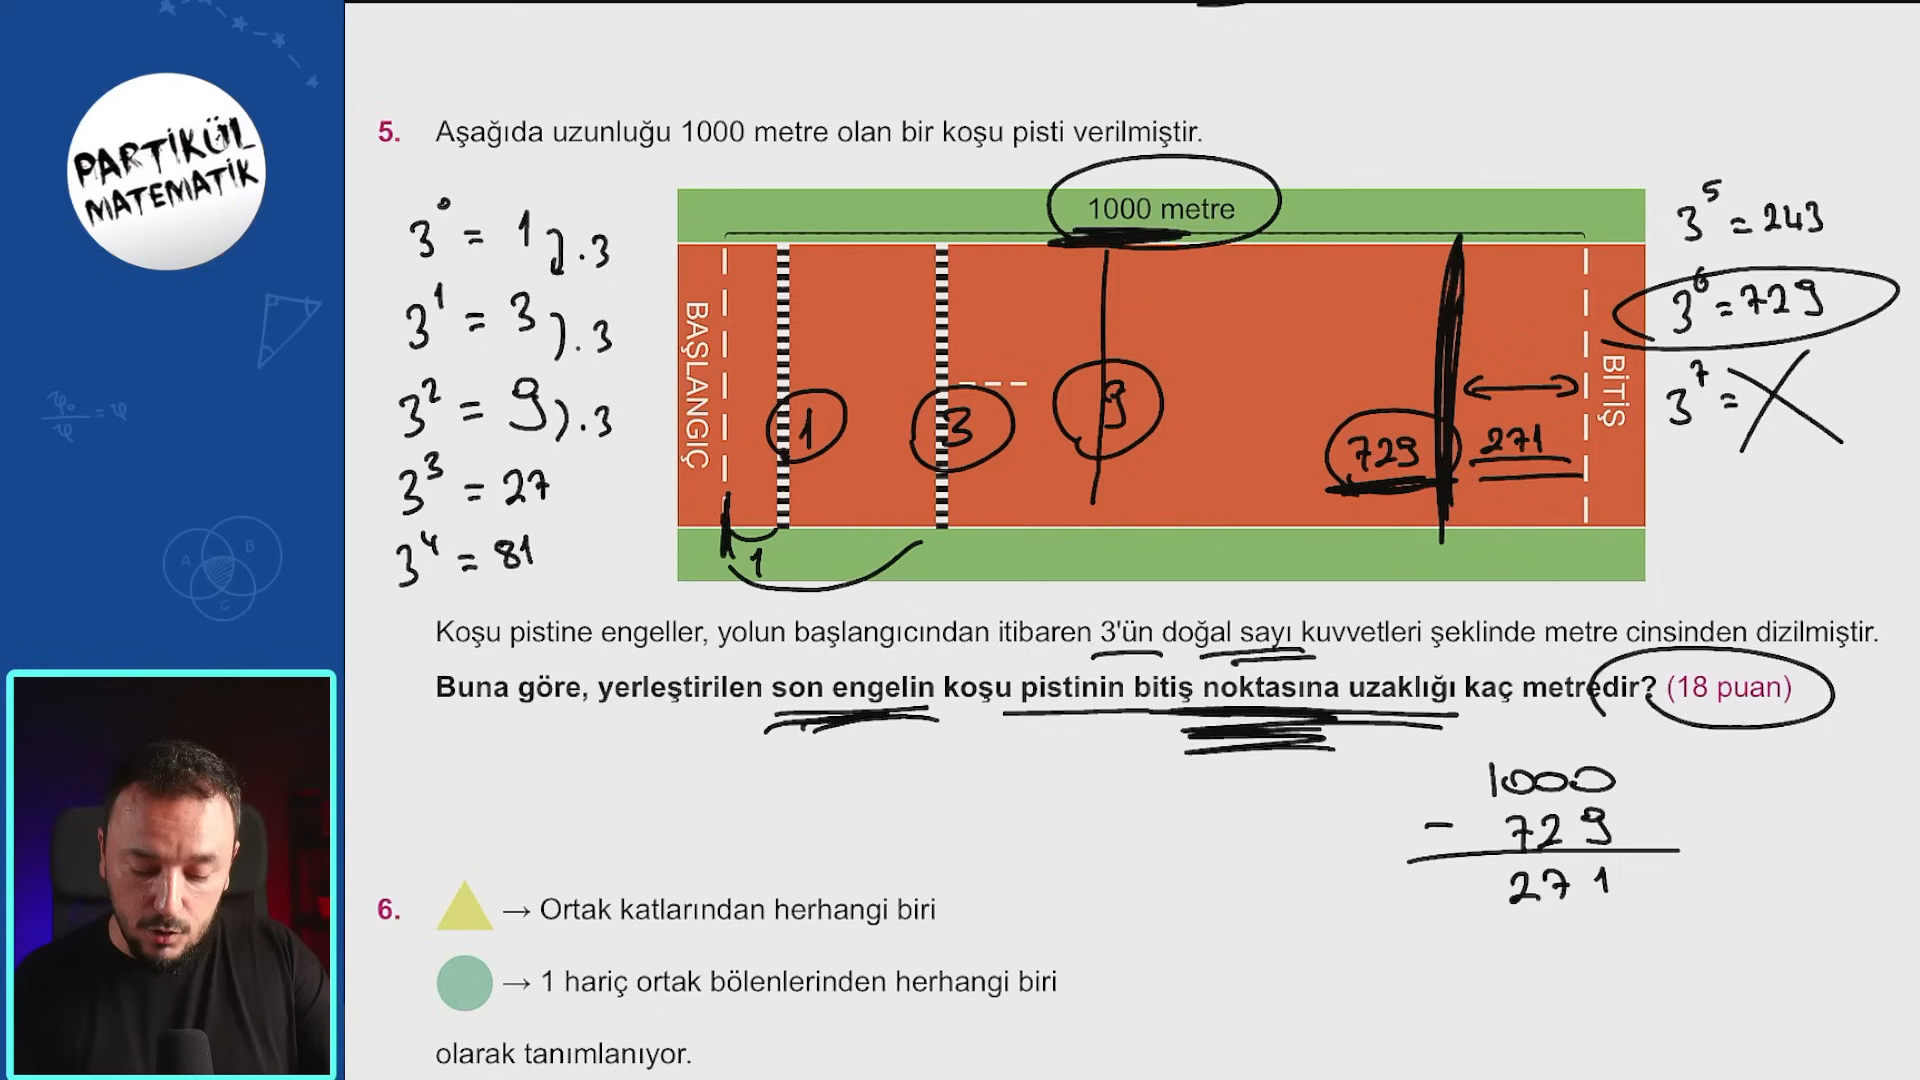 PARTİKÜL
MATEMATİK
5. Aşağıda uzunluğu 1000 metre olan bir koşu pisti verilmiştir.
3⁰ = 1 ) . 3
3¹ = 3 ) . 3
3² = 9 ) . 3
3³ = 27
3⁴ = 81
1000 metre
BAŞLANGIÇ
1
3
9
729
271
BİTİŞ
1
3⁵ = 243
3⁶ = 729
3⁷ =
Koşu pistine engeller, yolun başlangıcından itibaren 3'ün doğal sayı kuvvetleri şeklinde metre cinsinden dizilmiştir.
Buna göre, yerleştirilen son engelin koşu pistinin bitiş noktasına uzaklığı kaç metredir? (18 puan)
1000
- 729
271
6. → Ortak katlarından herhangi biri
→ 1 hariç ortak bölenlerinden herhangi biri
olarak tanımlanıyor.
A B
C